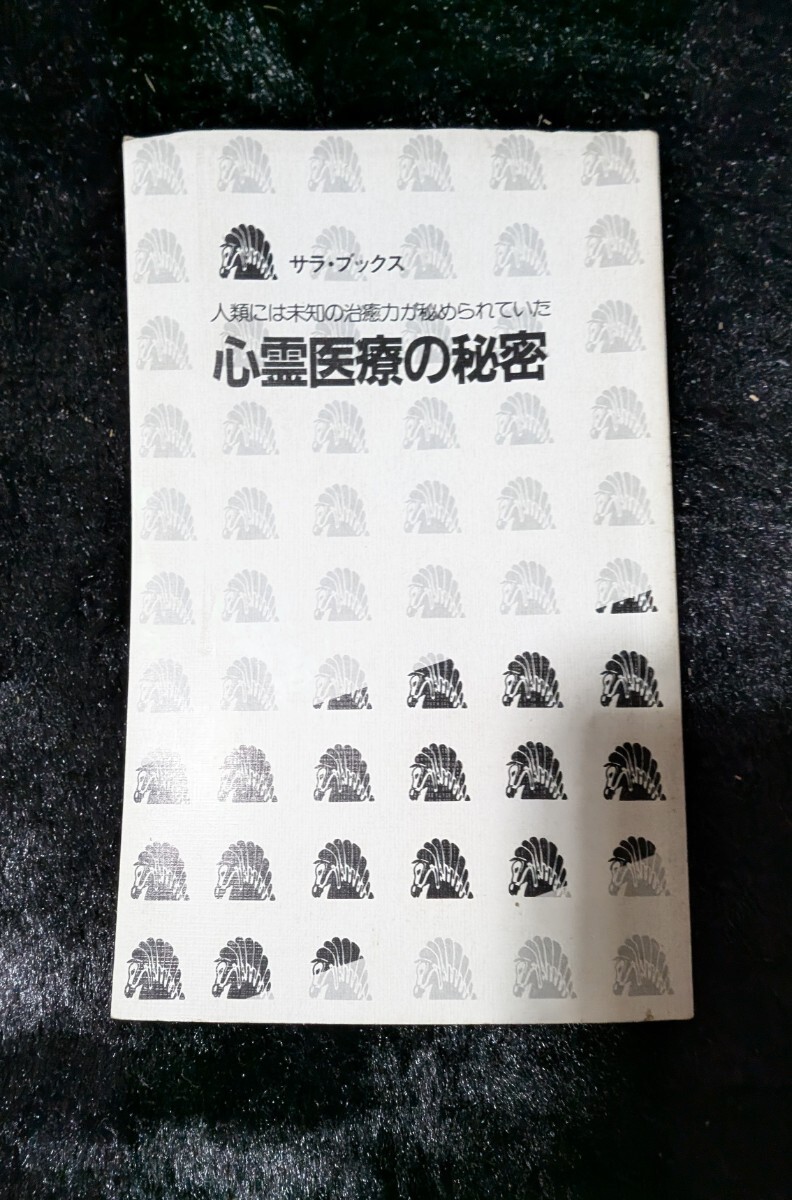 サラ・ブックス
人類には未知の治癒力が秘められていた
心霊医療の秘密